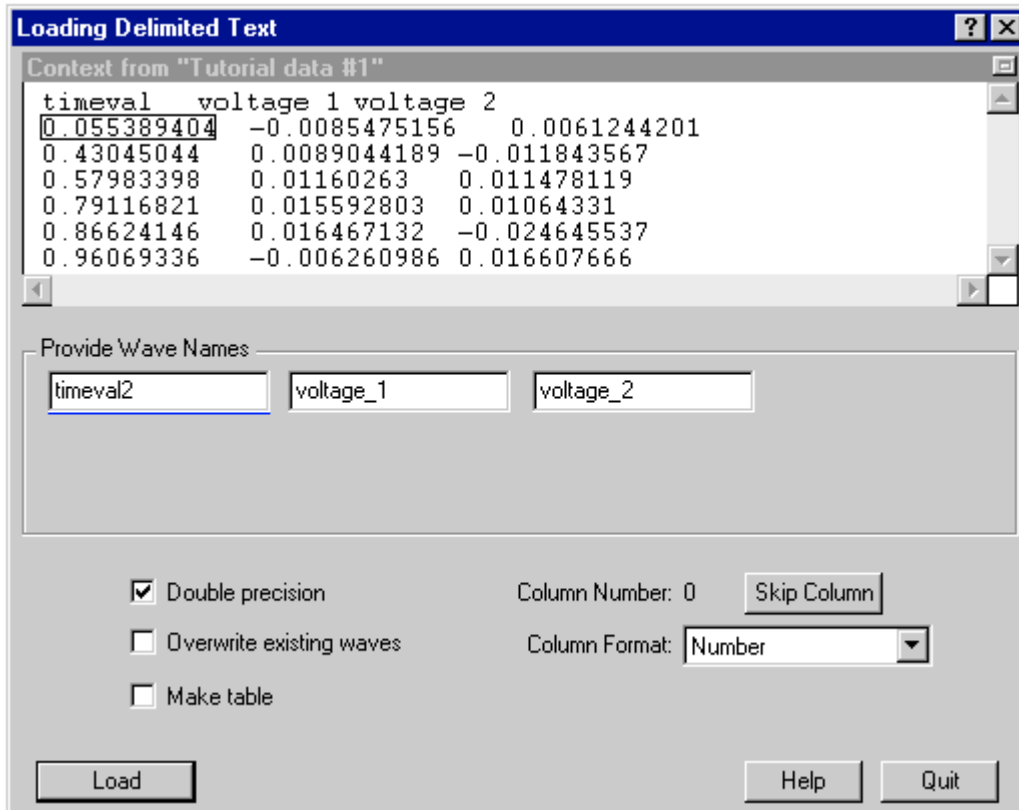 Loading Delimited Text
Context from "Tutorial data #1"
timeval voltage 1 voltage 2
0.055389404 -0.0085475156 0.0061244201
0.43045044 0.0089044189 -0.011843567
0.57983398 0.01160263 0.011478119
0.79116821 0.015592803 0.01064331
0.86624146 0.016467132 -0.024645537
0.96069336 -0.006260986 0.016607666
Provide Wave Names
timeval2 voltage_1 voltage_2
Double precision Column Number: 0 Skip Column
Overwrite existing waves Column Format: Number
Make table
Load Help Quit